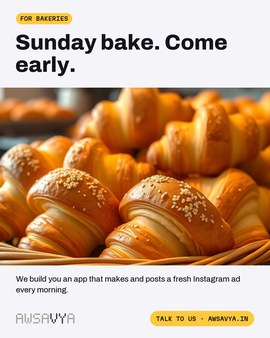 FOR BAKERIES
Sunday bake. Come
early.
We build you an app that makes and posts a fresh Instagram ad
every morning.
AWSAVYA
TALK TO US · AWSAVYA.IN